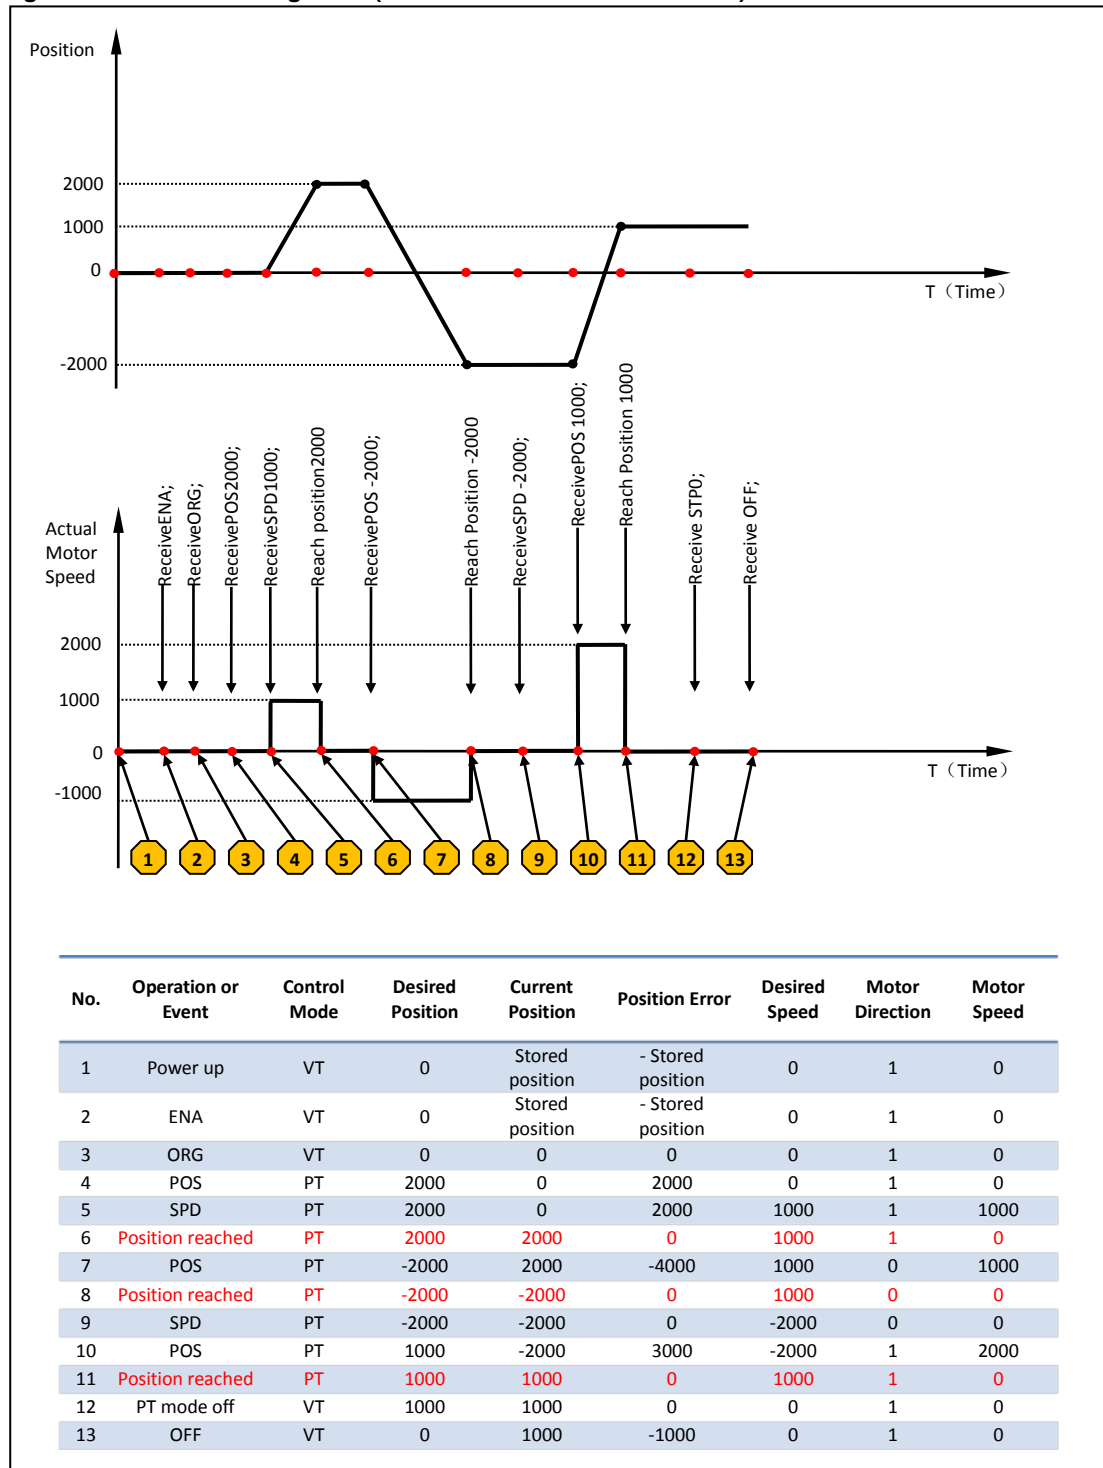 Position
2000
1000
0
-2000
T（Time）
ReceiveENA;
ReceiveORG;
ReceivePOS2000;
ReceiveSPD1000;
Reach position2000
ReceivePOS -2000;
Reach Position -2000
ReceiveSPD -2000;
ReceivePOS 1000;
Reach Position 1000
Receive STP0;
Receive OFF;
Actual
Motor
Speed
2000
1000
0
-1000
T（Time）
1 2 3 4 5 6 7 8 9 10 11 12 13
No. Operation or Event Control Mode Desired Position Current Position Position Error Desired Speed Motor Direction Motor Speed
1 Power up VT 0 Stored position - Stored position 0 1 0
2 ENA VT 0 Stored position - Stored position 0 1 0
3 ORG VT 0 0 0 0 1 0
4 POS PT 2000 0 2000 0 1 0
5 SPD PT 2000 0 2000 1000 1 1000
6 Position reached PT 2000 2000 0 1000 1 0
7 POS PT -2000 2000 -4000 1000 0 1000
8 Position reached PT -2000 -2000 0 1000 0 0
9 SPD PT -2000 -2000 0 -2000 0 0
10 POS PT 1000 -2000 3000 -2000 1 2000
11 Position reached PT 1000 1000 0 1000 1 0
12 PT mode off VT 1000 1000 0 0 1 0
13 OFF VT 0 1000 -1000 0 1 0